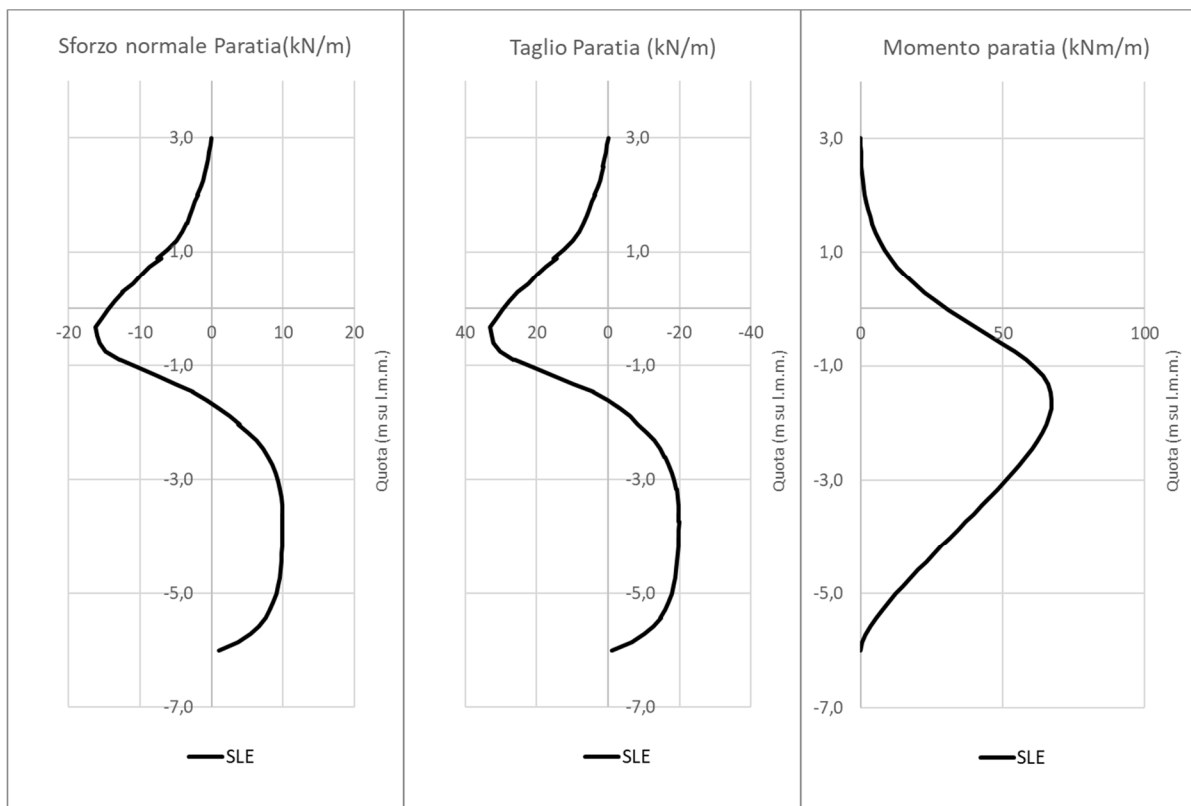 Sforzo normale Paratia(kN/m)
3,0
1,0
-20 -10 0 10 20
-1,0
-3,0
-5,0
-7,0
Quota (m su l.m.m.)
SLE
Taglio Paratia (kN/m)
3,0
1,0
40 20 0 -20 -40
-1,0
-3,0
-5,0
-7,0
Quota (m su l.m.m.)
SLE
Momento paratia (kNm/m)
3,0
1,0
0 50 100
-1,0
-3,0
-5,0
-7,0
Quota (m su l.m.m.)
SLE